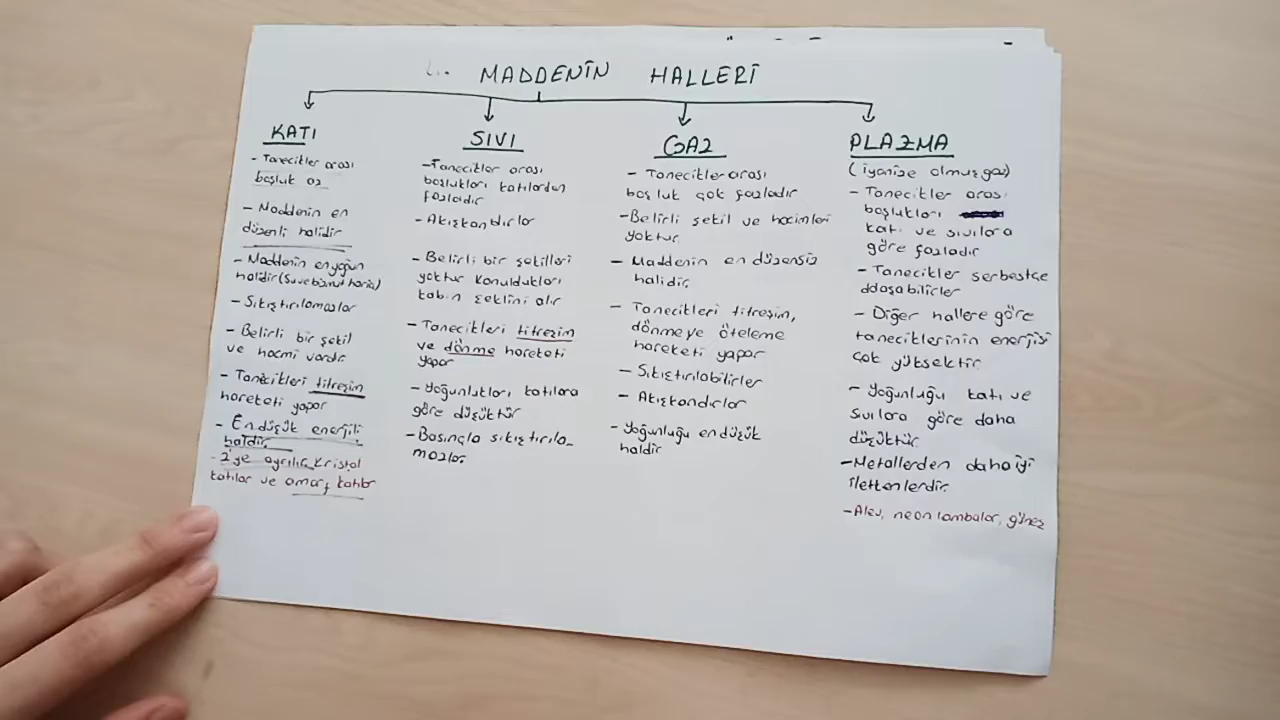 MADDENİN HALLERİ
KATI
- Tanecikler arası
boşluk az
- Maddenin en
düzenli halidir
- Maddenin en yoğun
haldir (su ve bizmut hariç)
- Sıkıştırılamazlar
- Belirli bir şekil
ve hacmi vardır
- Tanecikleri titreşim
hareketi yapar
- En düşük enerjili
haldir.
- 2'ye ayrılır. Kristal
katılar ve amorf katılar
SIVI
- Tanecikler arası
boşlukları katılardan
fazladır
- Akışkandırlar
- Belirli bir şekilleri
yoktur konuldukları
kabın şeklini alır
- Tanecikleri titreşim
ve dönme hareketi
yapar
- Yoğunlukları, katılara
göre düşüktür
- Basınçla sıkıştırıla-
mazlar
GAZ
- Tanecikler arası
boşluk çok fazladır
- Belirli şekil ve hacimleri
yoktur
- Maddenin en düzensiz
halidir.
- Tanecikleri titreşim,
dönme ve öteleme
hareketi yapar
- Sıkıştırılabilirler
- Akışkandırlar
- Yoğunluğu en düşük
haldir
PLAZMA
(iyanize olmuş gaz)
- Tanecikler arası
boşlukları
katı ve sıvılara
göre fazladır
- Tanecikler serbestçe
dolaşabilirler
- Diğer hallere göre
taneciklerinin enerjisi
çok yüksektir.
- Yoğunluğu katı ve
sıvılara göre daha
düşüktür.
- Metallerden daha iyi
iletkenlerdir.
- Alev, neon lambalar, güneş